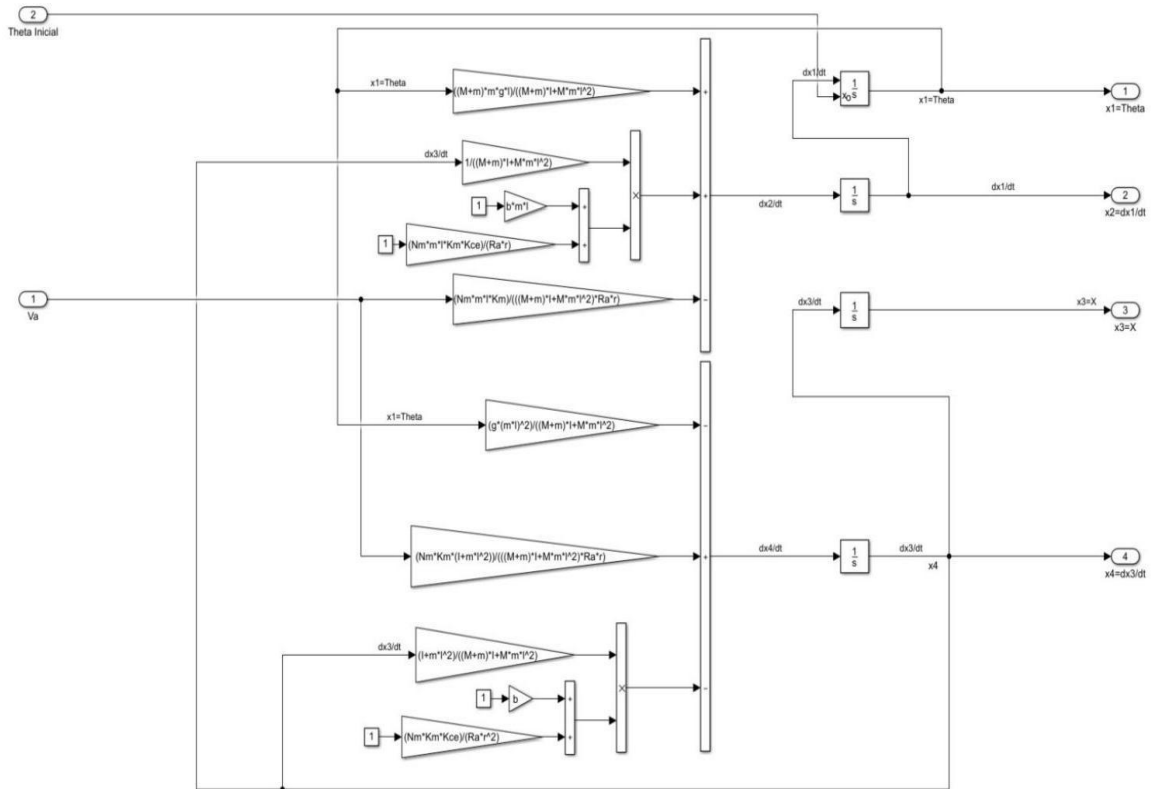 2
Theta Inicial
x1=Theta
((M+m)*m*g*l)/((M+m)*I+M*m*l^2)
+
dx1/dt
xo
1
s
x1=Theta
1
x1=Theta
dx3/dt
1/((M+m)*I+M*m*l^2)
1
b*m*l
+
×
+
dx2/dt
1
s
dx1/dt
2
x2=dx1/dt
1
(Nm*m*l*Km*Kce)/(Ra*r)
+
1
Va
(Nm*m*l*Km)/(((M+m)*I+M*m*l^2)*Ra*r)
−
dx3/dt
1
s
x3=X
3
x3=X
x1=Theta
(g*(m*l)^2)/((M+m)*I+M*m*l^2)
−
(Nm*Km*(I+m*l^2))/(((M+m)*I+M*m*l^2)*Ra*r)
+
dx4/dt
1
s
dx3/dt
x4
4
x4=dx3/dt
dx3/dt
(I+m*l^2)/((M+m)*I+M*m*l^2)
1
b
+
×
−
1
(Nm*Km*Kce)/(Ra*r^2)
+